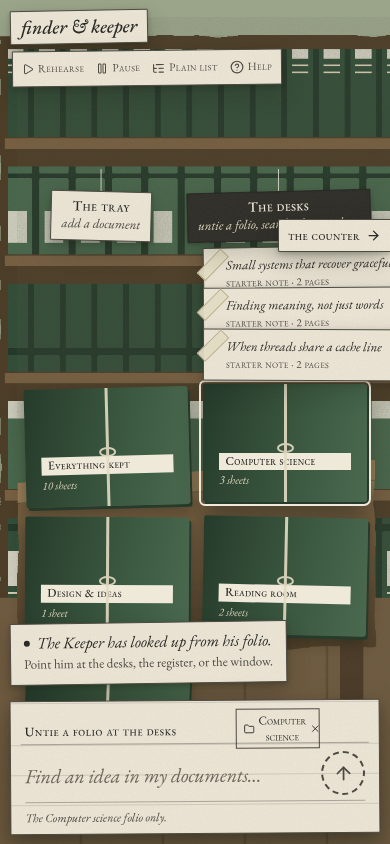 finder & keeper
Rehearse Pause Plain list Help
The tray
add a document
The desks
untie a folio, sear
the counter →
Small systems that recover graceful
starter note · 2 pages
Finding meaning, not just words
starter note · 2 pages
When threads share a cache line
starter note · 2 pages
Everything kept
10 sheets
Computer science
3 sheets
Design & ideas
1 sheet
Reading room
2 sheets
The Keeper has looked up from his folio.
Point him at the desks, the register, or the window.
Untie a folio at the desks
Computer
science
Find an idea in my documents...
The Computer science folio only.